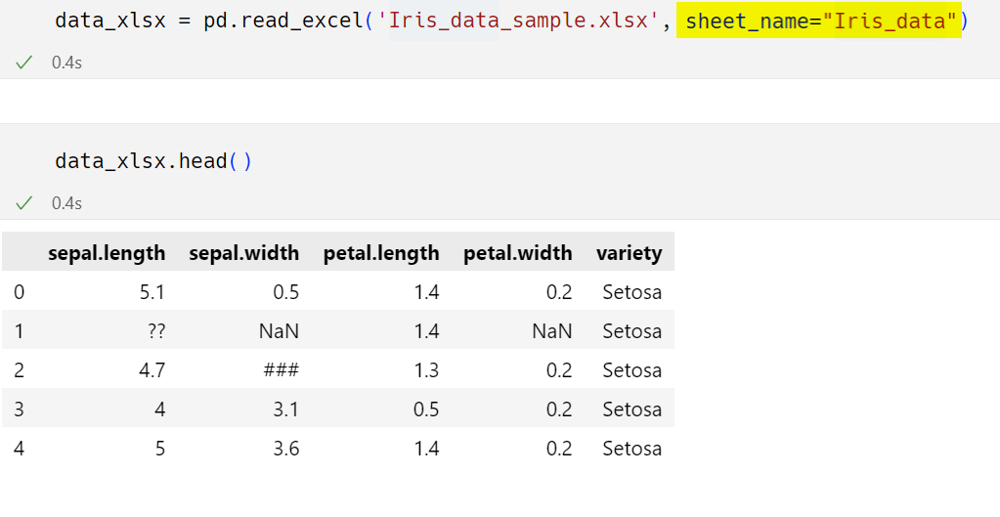 data_xlsx = pd.read_excel('Iris_data_sample.xlsx', sheet_name="Iris_data")
0.4s
data_xlsx.head()
0.4s
sepal.length sepal.width petal.length petal.width variety
0 5.1 0.5 1.4 0.2 Setosa
1 ?? NaN 1.4 NaN Setosa
2 4.7 ### 1.3 0.2 Setosa
3 4 3.1 0.5 0.2 Setosa
4 5 3.6 1.4 0.2 Setosa